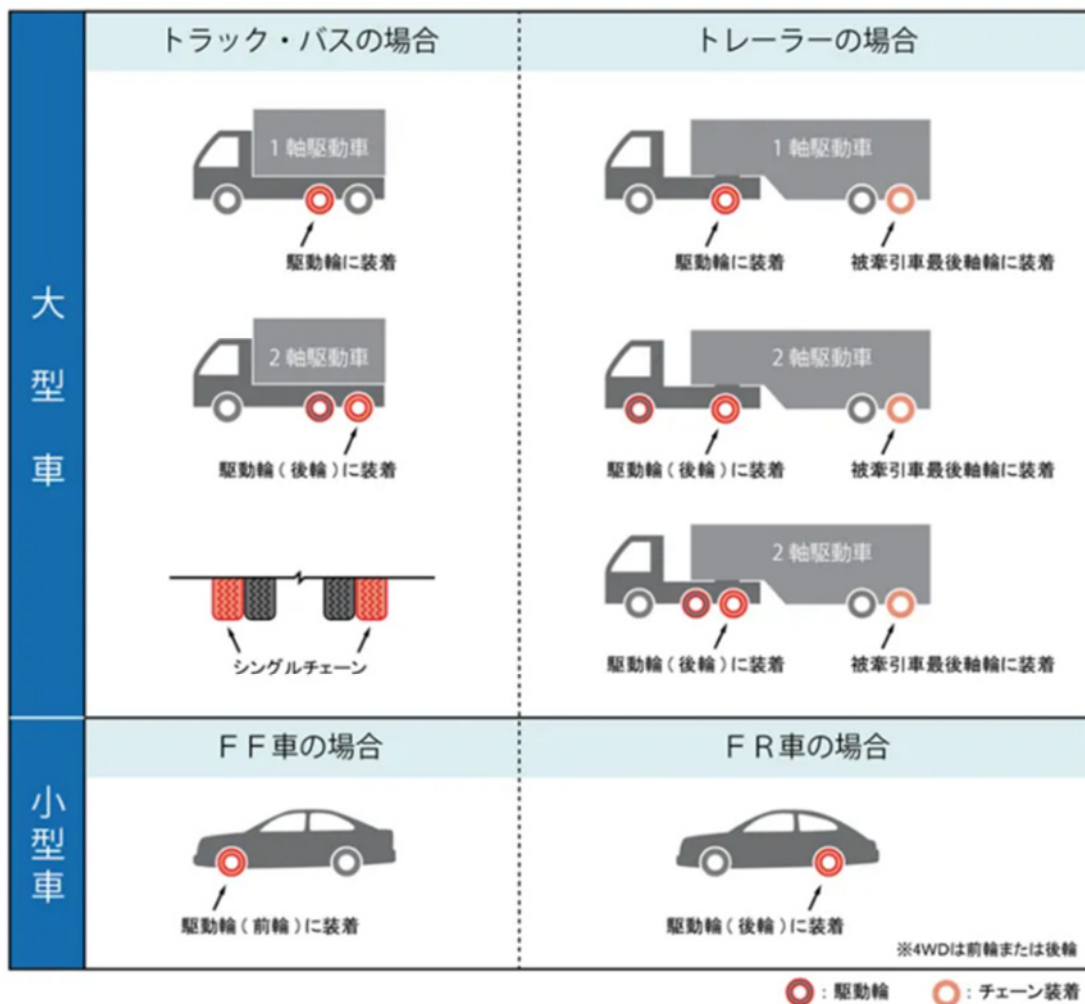 大型車
トラック・バスの場合
トレーラーの場合
1軸駆動車
駆動輪に装着
1軸駆動車
駆動輪に装着
被牽引車最後軸輪に装着
2軸駆動車
駆動輪(後輪)に装着
2軸駆動車
駆動輪(後輪)に装着
被牽引車最後軸輪に装着
シングルチェーン
2軸駆動車
駆動輪(後輪)に装着
被牽引車最後軸輪に装着
小型車
FF車の場合
FR車の場合
駆動輪(前輪)に装着
駆動輪(後輪)に装着
※4WDは前輪または後輪
:駆動輪
:チェーン装着